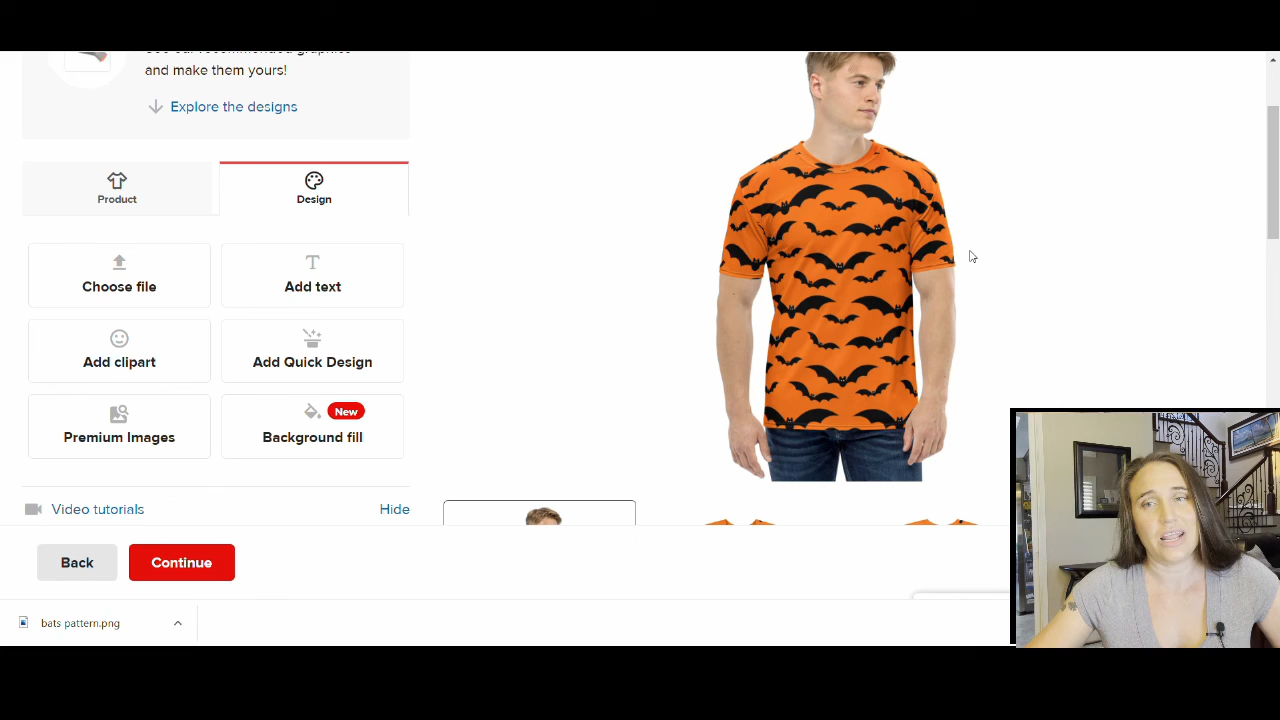 and make them yours!
Explore the designs
Product
Design
Choose file
Add text
Add clipart
Add Quick Design
Premium Images
New
Background fill
Video tutorials
Hide
Back
Continue
bats pattern.png